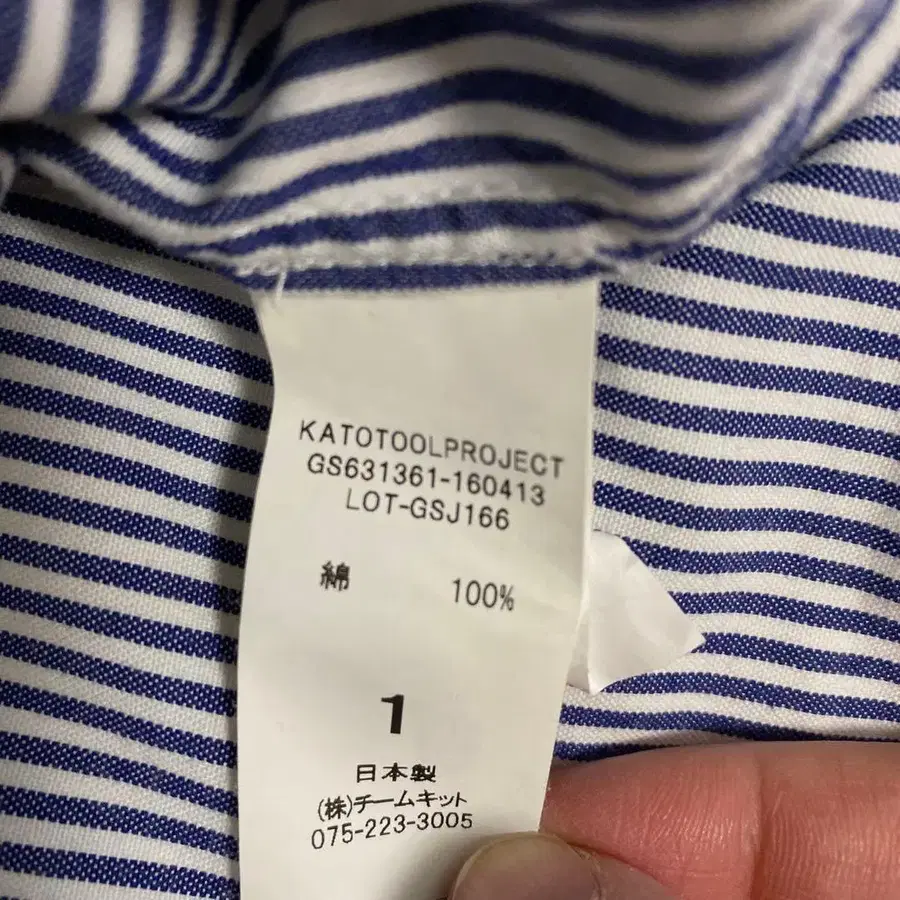 KATOTOOLPROJECT
GS631361-160413
LOT-GSJ166
綿 100%
1
日本製
(株)チームキット
075-223-3005